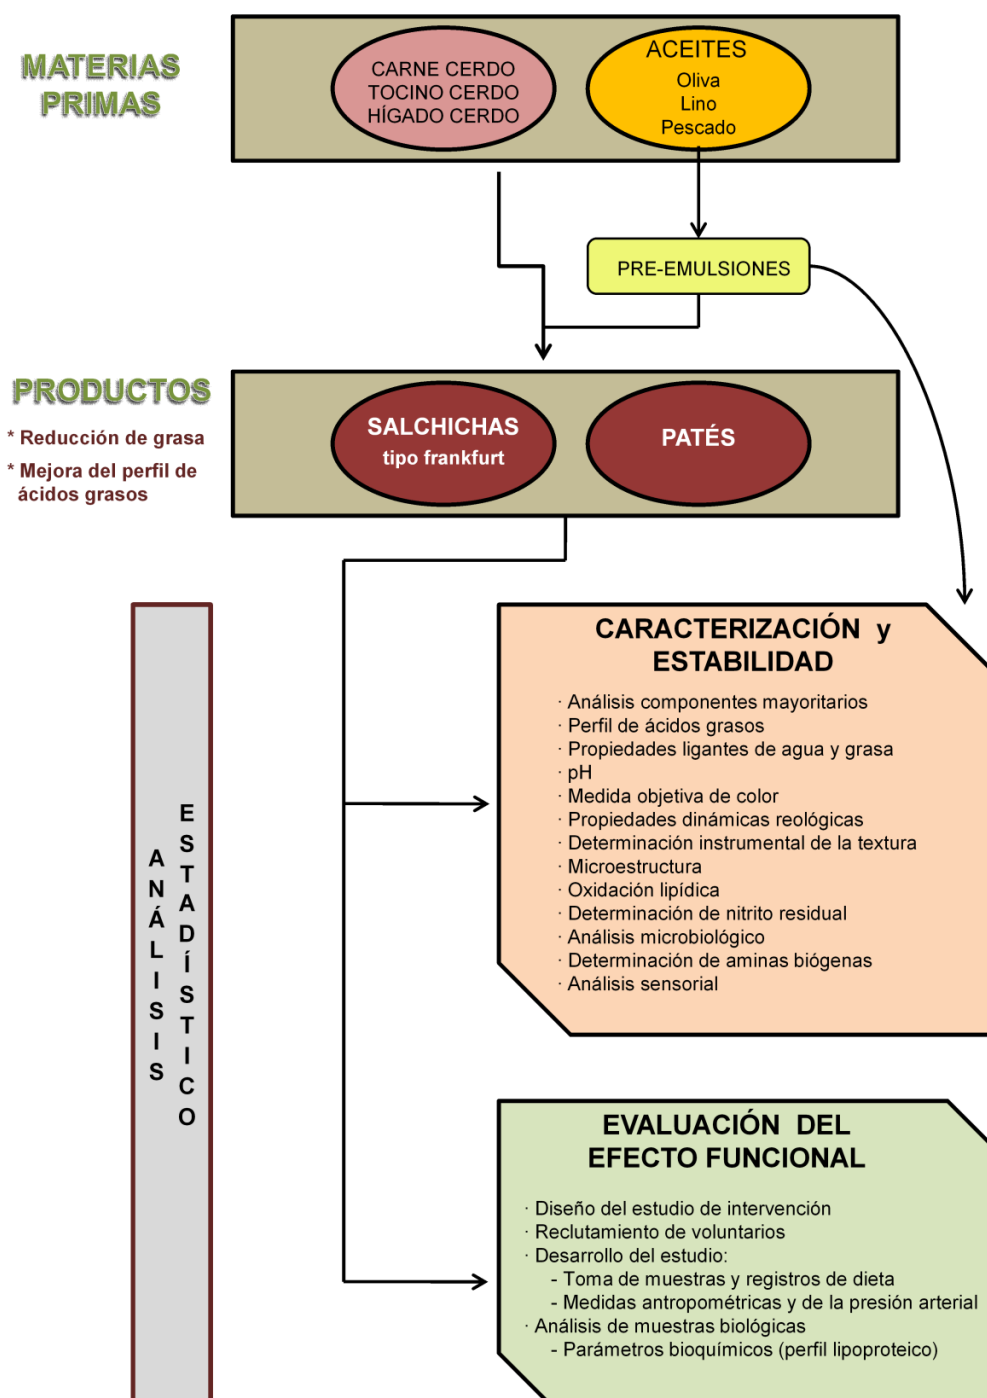 MATERIAS
PRIMAS
CARNE CERDO
TOCINO CERDO
HÍGADO CERDO
ACEITES
Oliva
Lino
Pescado
PRE-EMULSIONES
PRODUCTOS
* Reducción de grasa
* Mejora del perfil de
ácidos grasos
SALCHICHAS
tipo frankfurt
PATÉS
ANÁLISIS
ESTADÍSTICO
CARACTERIZACIÓN y
ESTABILIDAD
· Análisis componentes mayoritarios
· Perfil de ácidos grasos
· Propiedades ligantes de agua y grasa
· pH
· Medida objetiva de color
· Propiedades dinámicas reológicas
· Determinación instrumental de la textura
· Microestructura
· Oxidación lipídica
· Determinación de nitrito residual
· Análisis microbiológico
· Determinación de aminas biógenas
· Análisis sensorial
EVALUACIÓN DEL
EFECTO FUNCIONAL
· Diseño del estudio de intervención
· Reclutamiento de voluntarios
· Desarrollo del estudio:
- Toma de muestras y registros de dieta
- Medidas antropométricas y de la presión arterial
· Análisis de muestras biológicas
- Parámetros bioquímicos (perfil lipoproteico)